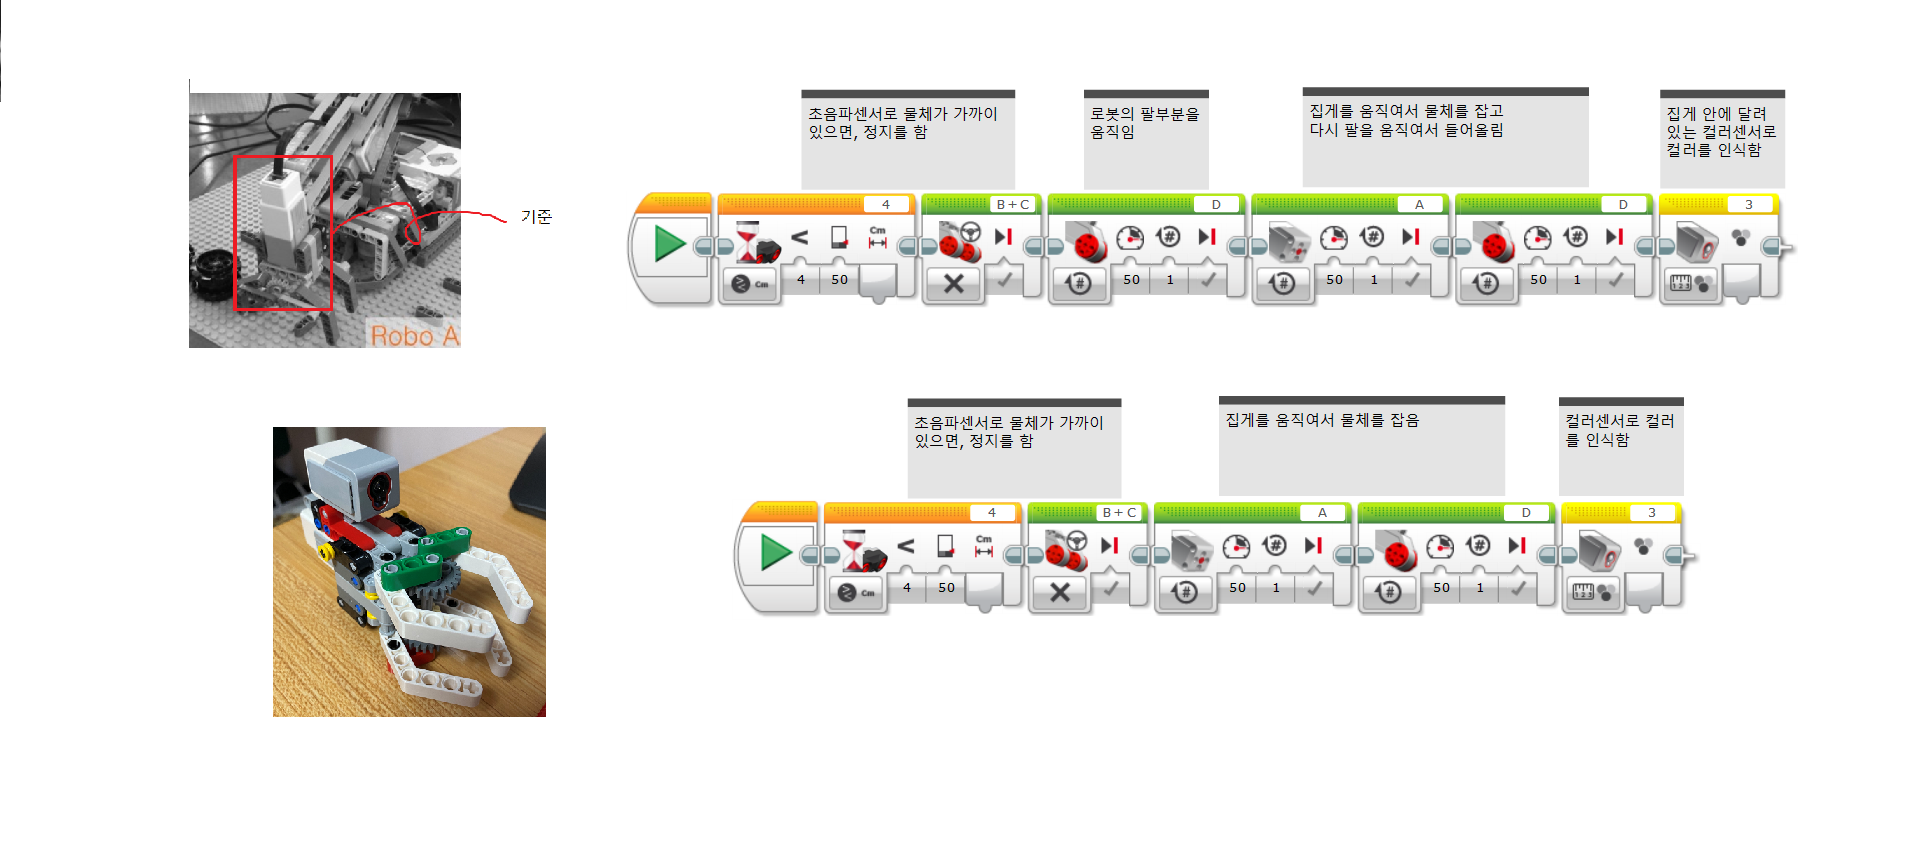 초음파센서로 물체가 가까이
있으면, 정지를 함
로봇의 팔부분을
움직임
집게를 움직여서 물체를 잡고
다시 팔을 움직여서 들어올림
집게 안에 달려
있는 컬러센서로
컬러를 인식함
기준
Robo A
4
B + C
D
A
D
3
Cm
Cm
4
50
50
1
50
1
50
1
초음파센서로 물체가 가까이
있으면, 정지를 함
집게를 움직여서 물체를 잡음
컬러센서로 컬러
를 인식함
4
B + C
A
D
3
Cm
Cm
4
50
50
1
50
1